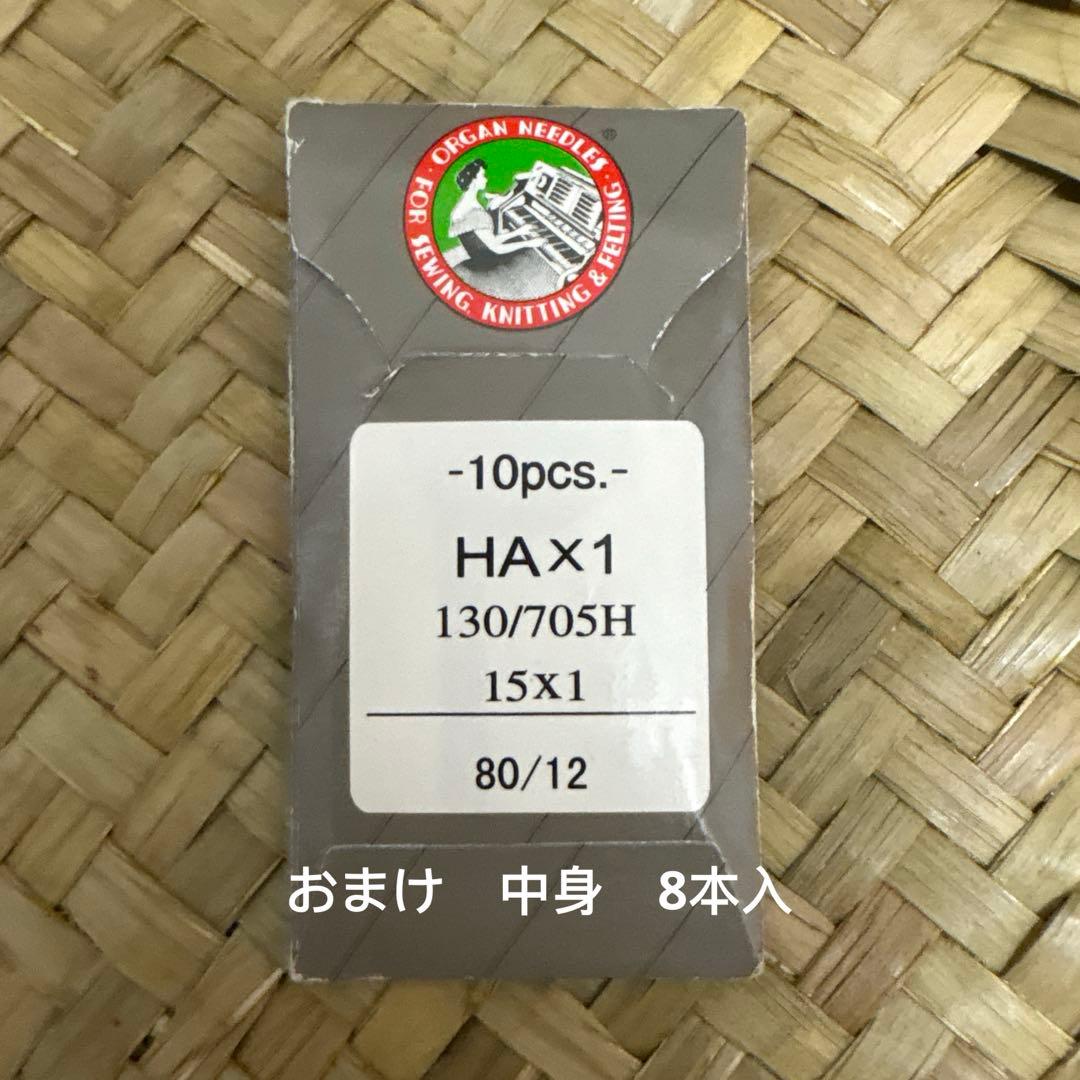 ORGAN NEEDLES
®
· FOR SEWING, KNITTING & FELTING ·
-10pcs.-
HA×1
130/705H
15x1
80/12
おまけ　中身　8本入